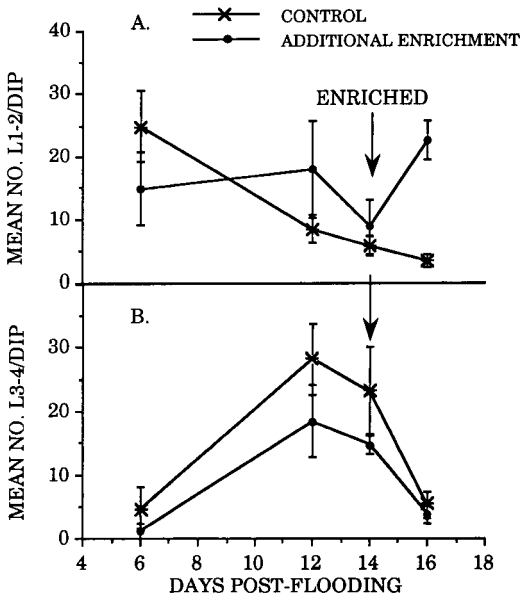 CONTROL
ADDITIONAL ENRICHMENT
A.
ENRICHED
MEAN NO. L1-2/DIP
40
30
20
10
0
B.
MEAN NO. L3-4/DIP
30
20
10
0
4 6 8 10 12 14 16 18
DAYS POST-FLOODING